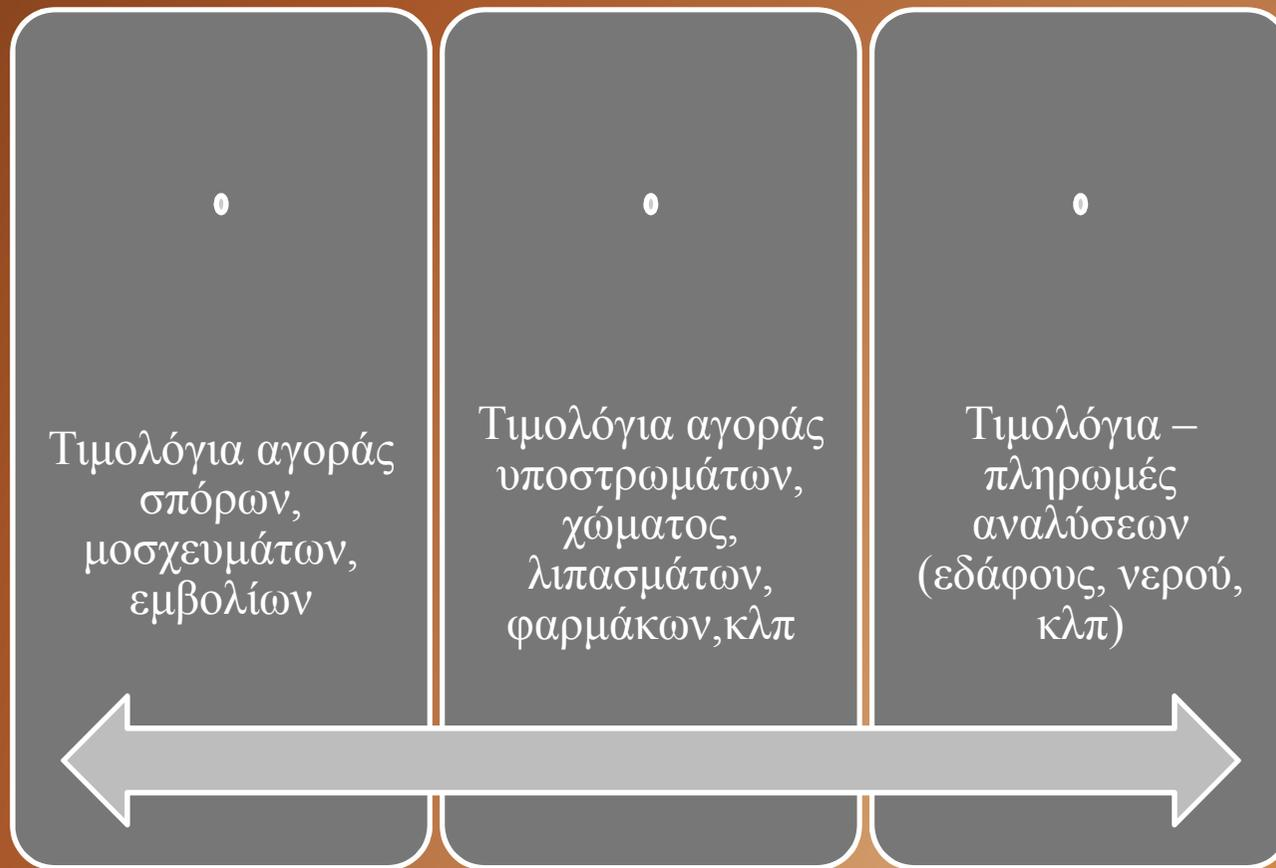 Τιμολόγια αγοράς
σπόρων,
μοσχευμάτων,
εμβολίων
Τιμολόγια αγοράς
υποστρωμάτων,
χώματος,
λιπασμάτων,
φαρμάκων,κλπ
Τιμολόγια –
πληρωμές
αναλύσεων
(εδάφους, νερού,
κλπ)